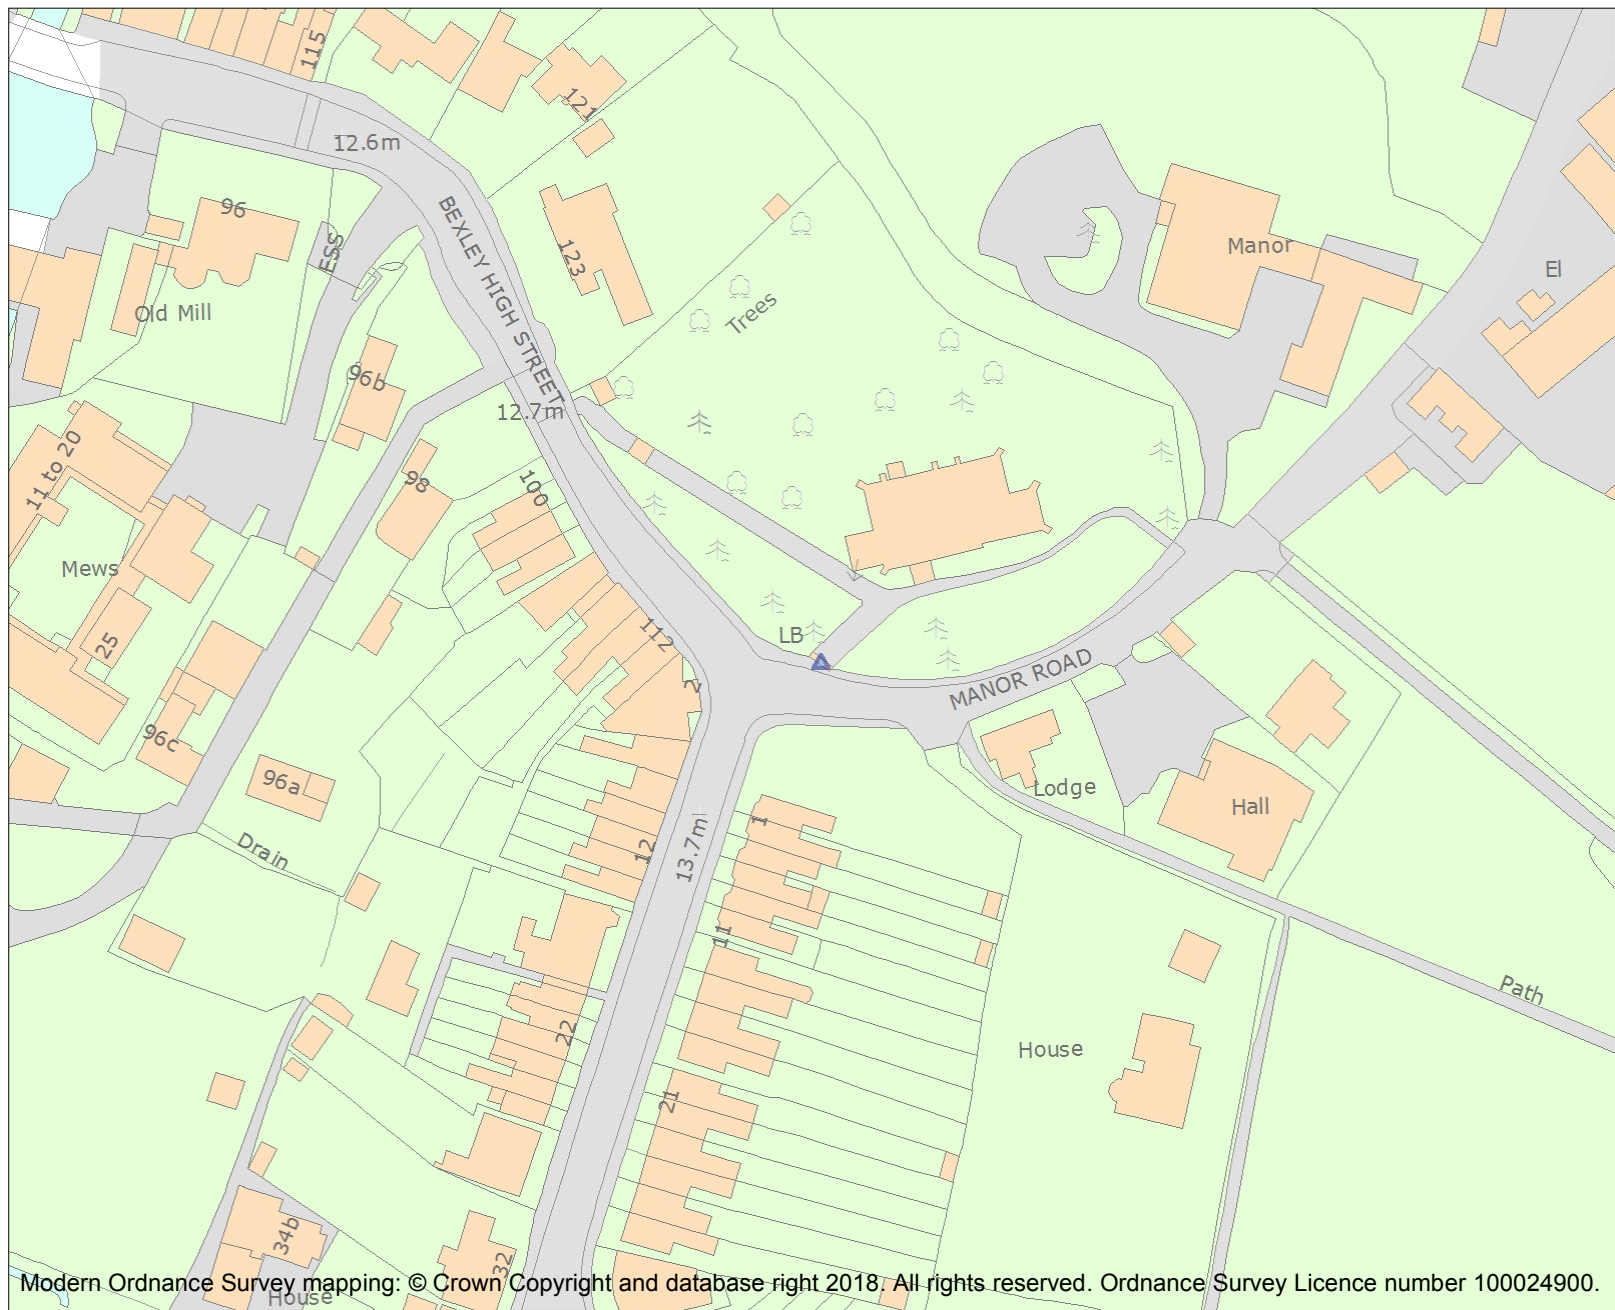 115
121
12.6m
BEXLEY HIGH STREET
96
ESS
Manor
123
El
Old Mill
Trees
96b
12.7m
11 to 20
98
100
Mews
25
112
LB
2
MANOR ROAD
96c
96a
Lodge
Hall
1
12
13.7m
Drain
11
Path
22
House
21
34b
32
House
Modern Ordnance Survey mapping: © Crown Copyright and database right 2018. All rights reserved. Ordnance Survey Licence number 100024900.